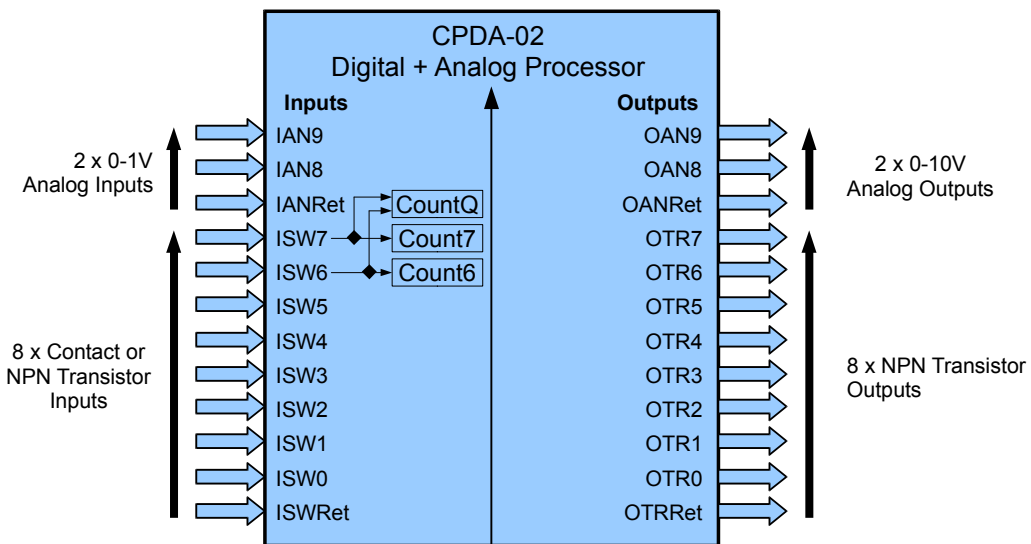 CPDA-02
Digital + Analog Processor
Inputs
Outputs
IAN9
OAN9
2 x 0-1V
Analog Inputs
IAN8
OAN8
2 x 0-10V
Analog Outputs
IANRet
CountQ
OANRet
ISW7
Count7
OTR7
ISW6
Count6
OTR6
ISW5
OTR5
ISW4
OTR4
8 x Contact or
NPN Transistor
Inputs
ISW3
OTR3
8 x NPN Transistor
Outputs
ISW2
OTR2
ISW1
OTR1
ISW0
OTR0
ISWRet
OTRRet